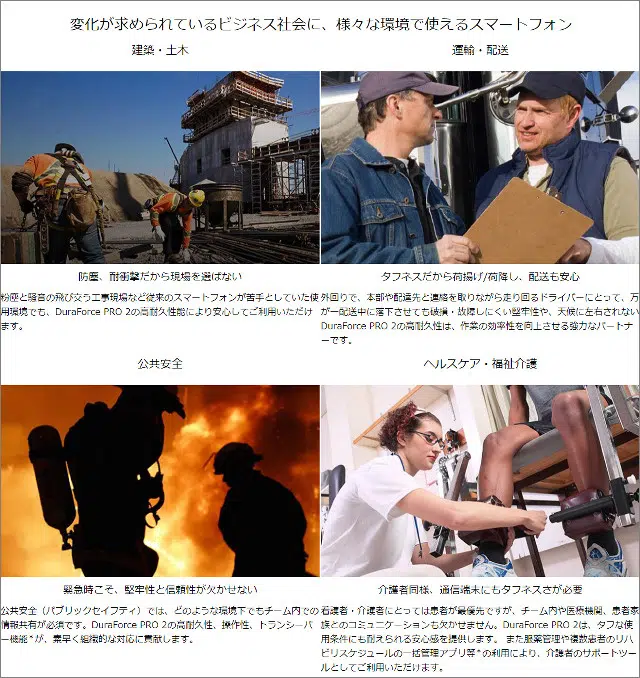 変化が求められているビジネス社会に、様々な環境で使えるスマートフォン
建築・土木
防塵、耐衝撃だから現場を選ばない
粉塵と騒音の飛び交う工事現場など従来のスマートフォンが苦手としていた使
用環境でも、DuraForce PRO 2の高耐久性能により安心してご利用いただけ
ます。
運輸・配送
タフネスだから荷揚げ/荷降し、配送も安心
外回りで、本部や配達先と連絡を取りながら走り回るドライバーにとって、万
が一配送中に落下させても破損・故障しにくい堅牢性や、天候に左右されない
DuraForce PRO 2の高耐久性は、作業の効率性を向上させる強力なパートナ
ーです。
公共安全
緊急時こそ、堅牢性と信頼性が欠かせない
公共安全（パブリックセイフティ）では、どのような環境下でもチーム内での
情報共有が必須です。DuraForce PRO 2の高耐久性、操作性、トランシーバ
ー機能*が、素早く組織的な対応に貢献します。
ヘルスケア・福祉介護
介護者同様、通信端末にもタフネスさが必要
看護者・介護者にとっては患者が最優先ですが、チーム内や医療機関、患者家
族とのコミュニケーションも欠かせません。DuraForce PRO 2は、タフな使
用条件にも耐えられる安心感を提供します。 また服薬管理や複数患者のリハ
ビリスケジュールの一括管理アプリ等*の利用により、介護者のサポートツー
ルとしてご利用いただけます。